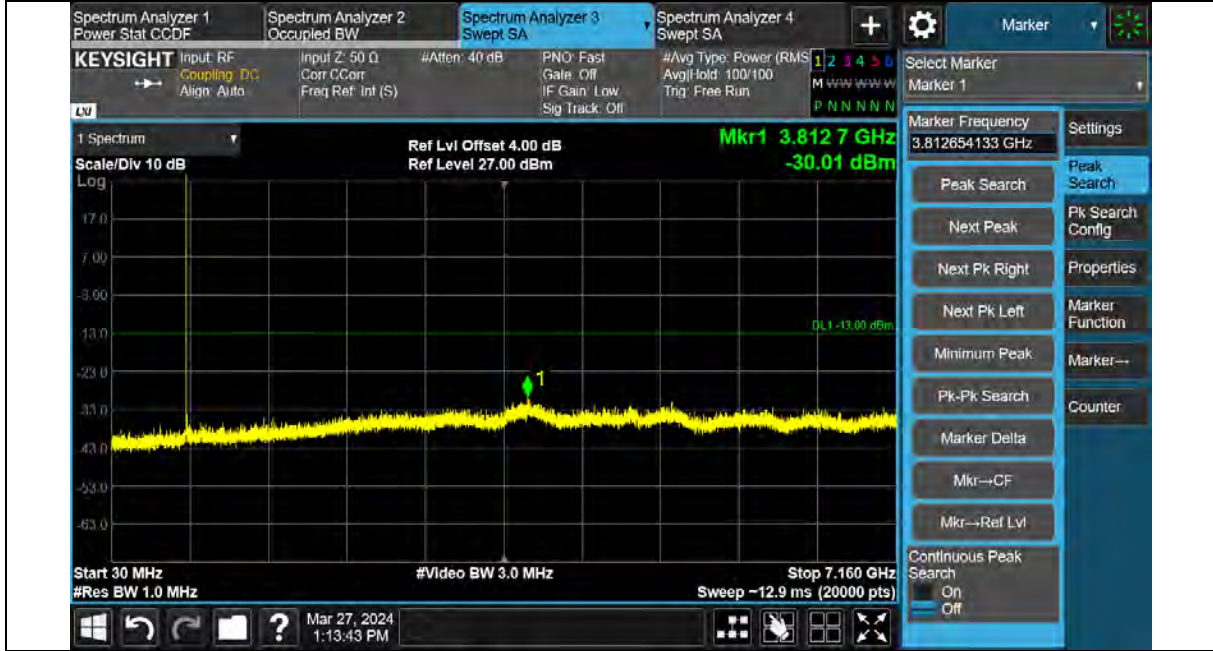 Spectrum Analyzer 1
Power Stat CCDF
Spectrum Analyzer 2
Occupied BW
Spectrum Analyzer 3
Swept SA
Spectrum Analyzer 4
Swept SA
+
Marker
KEYSIGHT
Input: RF
Coupling: DC
Align: Auto
Input Z: 50 Ω
Corr CCorr
Freq Ref: Int (S)
#Atten: 40 dB
PNO: Fast
Gate: Off
IF Gain: Low
Sig Track: Off
#Avg Type: Power (RMS
Avg|Hold: 100/100
Trig: Free Run
1 2 3 4 5 6
M W W W W W
P N N N N N
LXI
Select Marker
Marker 1
1 Spectrum
Scale/Div 10 dB
Log
Ref Lvl Offset 4.00 dB
Ref Level 27.00 dBm
Mkr1 3.812 7 GHz
-30.01 dBm
17.0
7.00
-3.00
-13.0
-23.0
-33.0
-43.0
-53.0
-63.0
DL1 -13.00 dBm
1
Start 30 MHz
#Res BW 1.0 MHz
#Video BW 3.0 MHz
Stop 7.160 GHz
Sweep ~12.9 ms (20000 pts)
Marker Frequency
3.812654133 GHz
Peak Search
Next Peak
Next Pk Right
Next Pk Left
Minimum Peak
Pk-Pk Search
Marker Delta
Mkr→CF
Mkr→Ref Lvl
Continuous Peak
Search
On
Off
Settings
Peak
Search
Pk Search
Config
Properties
Marker
Function
Marker→
Counter
?
Mar 27, 2024
1:13:43 PM